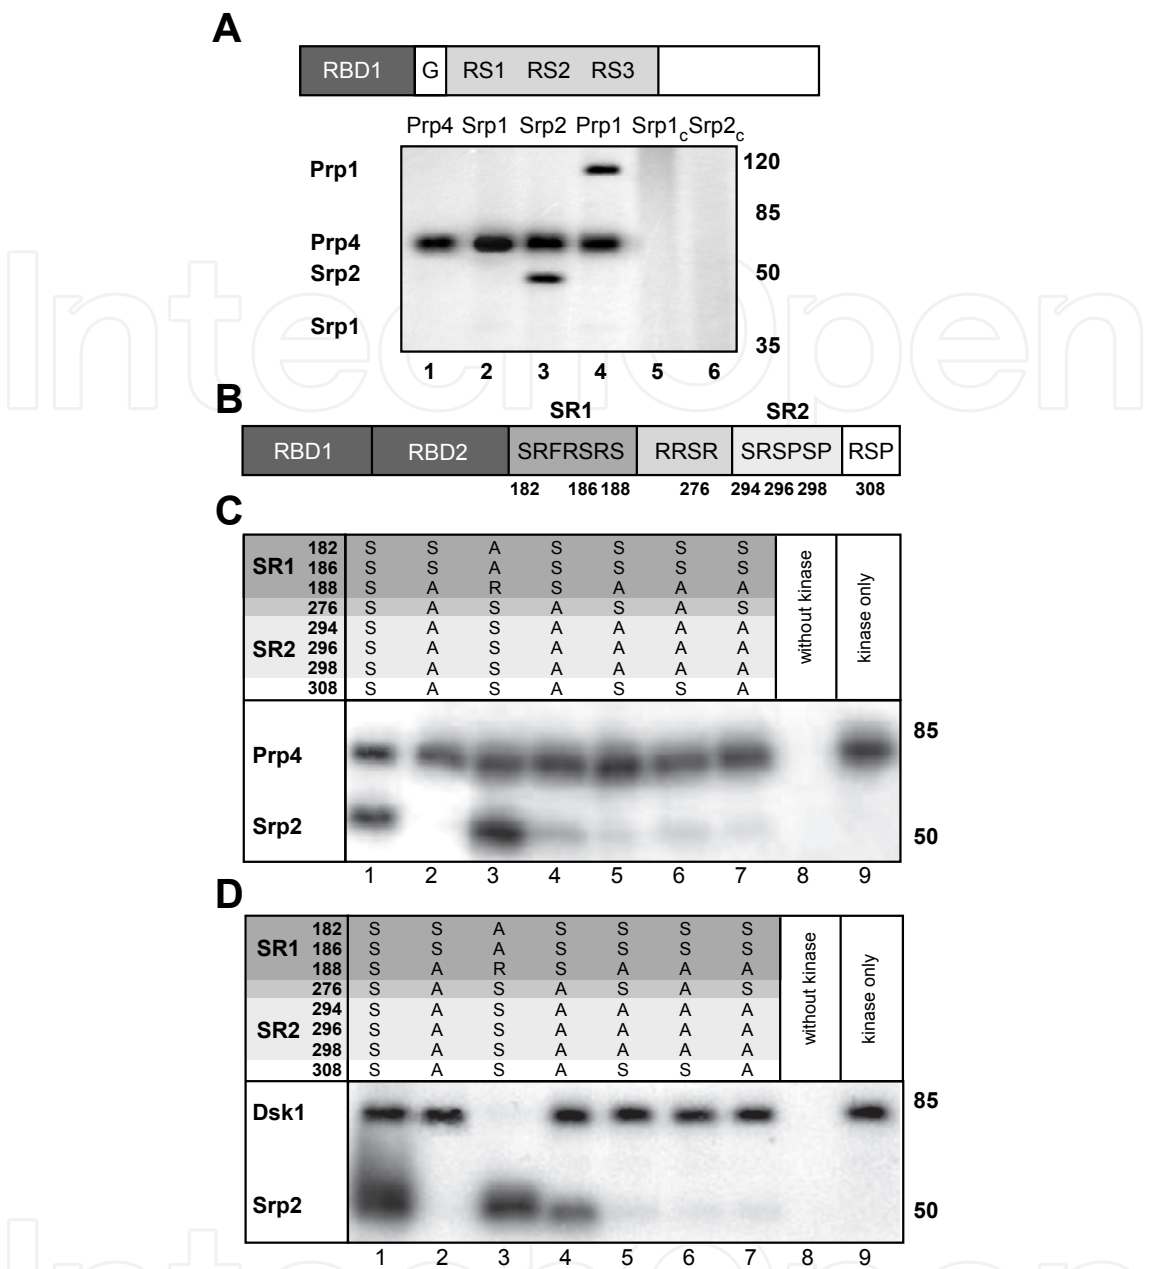 A
RBD1 G RS1 RS2 RS3
Prp4 Srp1 Srp2 Prp1 Srp1c Srp2c
Prp1 120
85
Prp4
Srp2 50
Srp1
35
1 2 3 4 5 6
B
SR1 SR2
RBD1 RBD2 SRFRSRS RRSR SRSPSP RSP
182 186 188 276 294 296 298 308
C
182 S S A S S S S
SR1 186 S S A S S S S
188 S A R S A A A
276 S A S A S A S
294 S A S A A A A
SR2 296 S A S A A A A
298 S A S A A A A
308 S A S A S S A
without kinase
kinase only
85
Prp4
Srp2
50
1 2 3 4 5 6 7 8 9
D
182 S S A S S S S
SR1 186 S S A S S S S
188 S A R S A A A
276 S A S A S A S
294 S A S A A A A
SR2 296 S A S A A A A
298 S A S A A A A
308 S A S A S S A
without kinase
kinase only
Dsk1 85
Srp2 50
1 2 3 4 5 6 7 8 9
IntechOpen